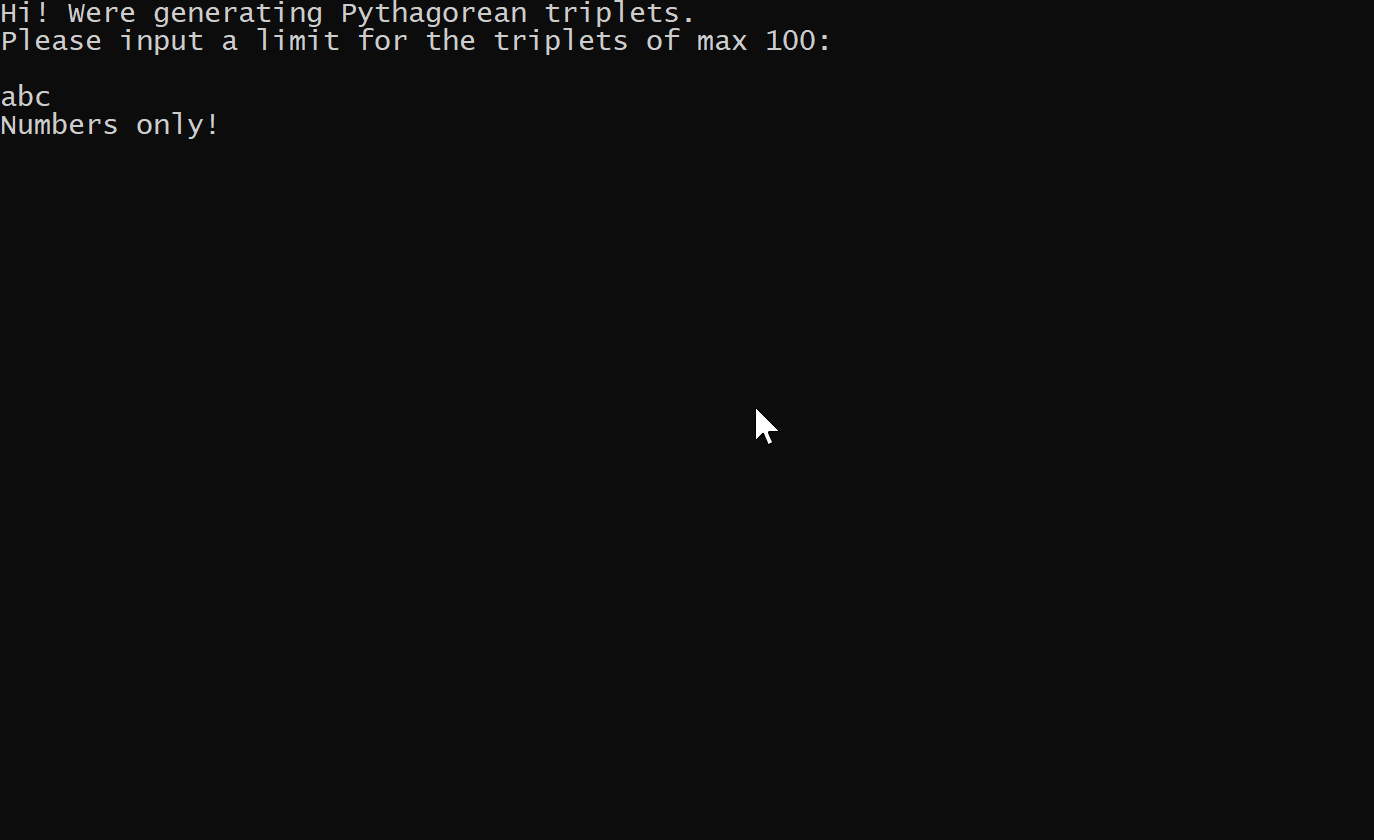 Hi! Were generating Pythagorean triplets.
Please input a limit for the triplets of max 100:
abc
Numbers only!